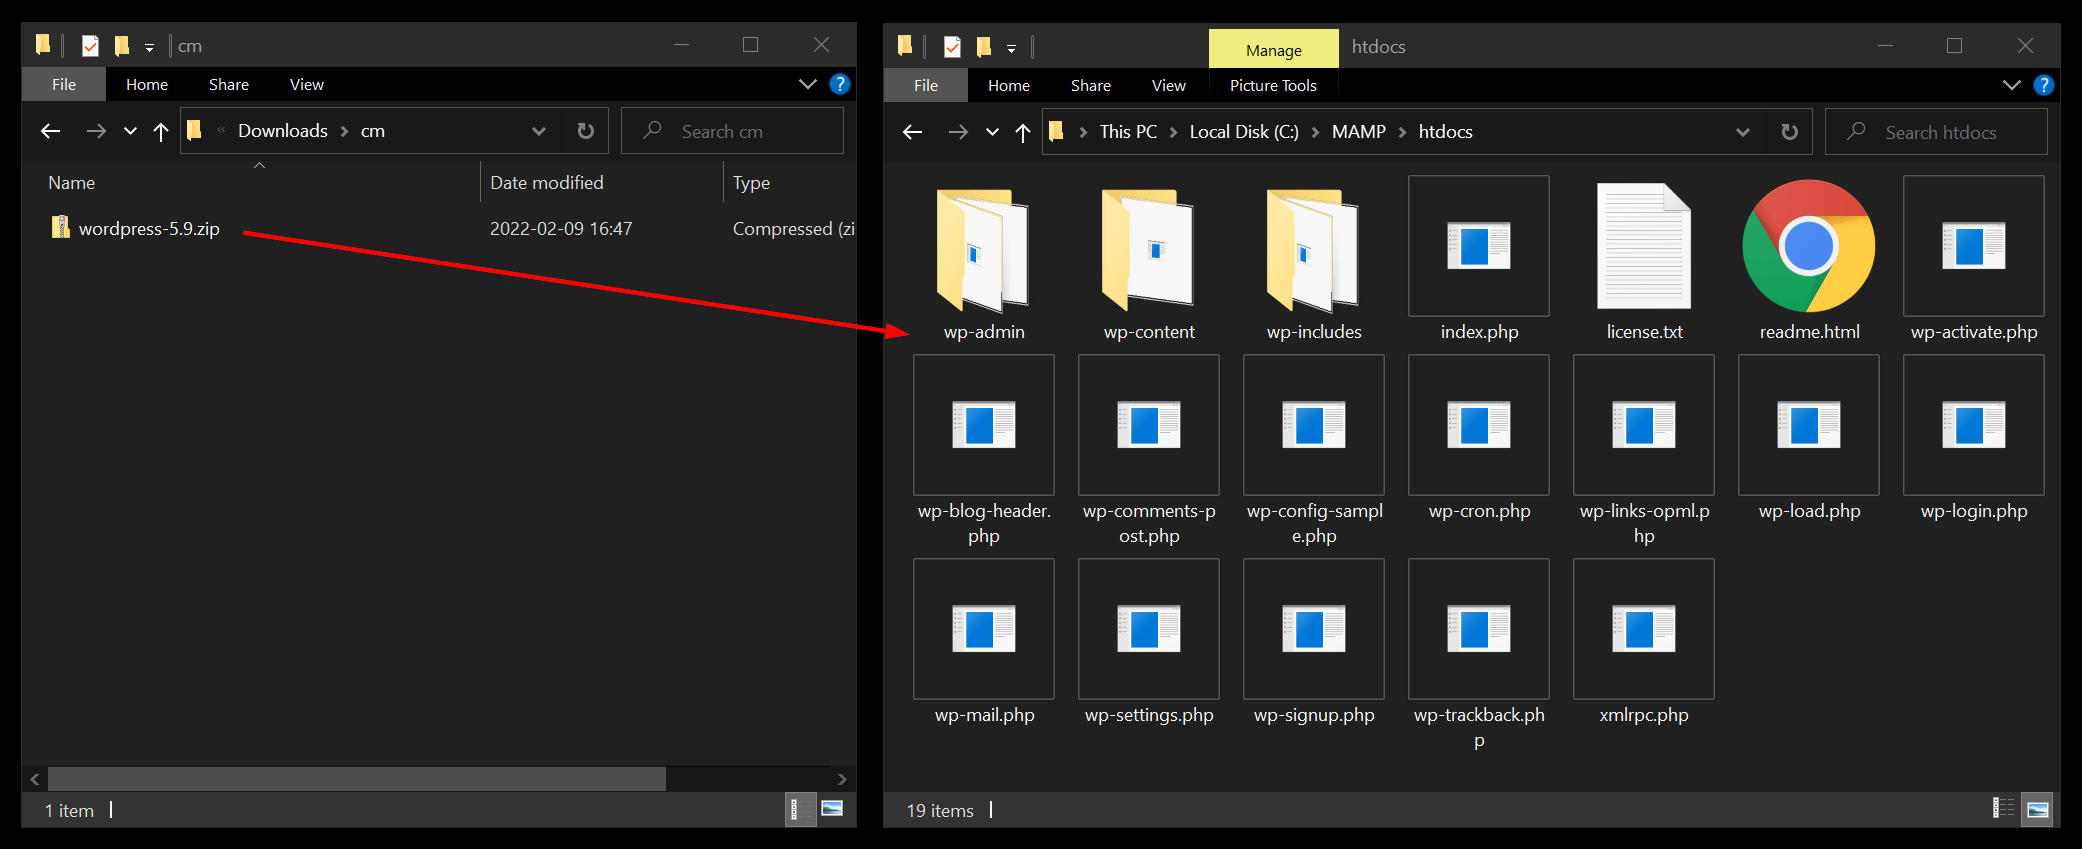 cm
File Home Share View
« Downloads > cm
Search cm
Name Date modified Type
wordpress-5.9.zip 2022-02-09 16:47 Compressed (zi
1 item
Manage htdocs
File Home Share View Picture Tools
> This PC > Local Disk (C:) > MAMP > htdocs
Search htdocs
wp-admin wp-content wp-includes index.php license.txt readme.html wp-activate.php
wp-blog-header. wp-comments-p wp-config-sampl wp-cron.php wp-links-opml.p wp-load.php wp-login.php
php ost.php e.php hp
wp-mail.php wp-settings.php wp-signup.php wp-trackback.ph xmlrpc.php
p
19 items